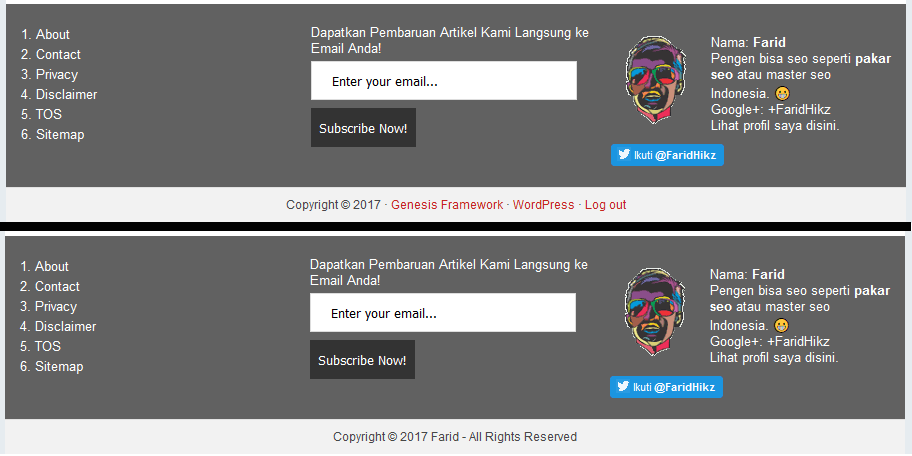 1. About
2. Contact
3. Privacy
4. Disclaimer
5. TOS
6. Sitemap
Dapatkan Pembaruan Artikel Kami Langsung ke
Email Anda!
Enter your email...
Subscribe Now!
Nama: Farid
Pengen bisa seo seperti pakar
seo atau master seo
Indonesia. 😀
Google+: +FaridHikz
Lihat profil saya disini.
Ikuti @FaridHikz
Copyright © 2017 · Genesis Framework · WordPress · Log out
1. About
2. Contact
3. Privacy
4. Disclaimer
5. TOS
6. Sitemap
Dapatkan Pembaruan Artikel Kami Langsung ke
Email Anda!
Enter your email...
Subscribe Now!
Nama: Farid
Pengen bisa seo seperti pakar
seo atau master seo
Indonesia. 😀
Google+: +FaridHikz
Lihat profil saya disini.
Ikuti @FaridHikz
Copyright © 2017 Farid - All Rights Reserved